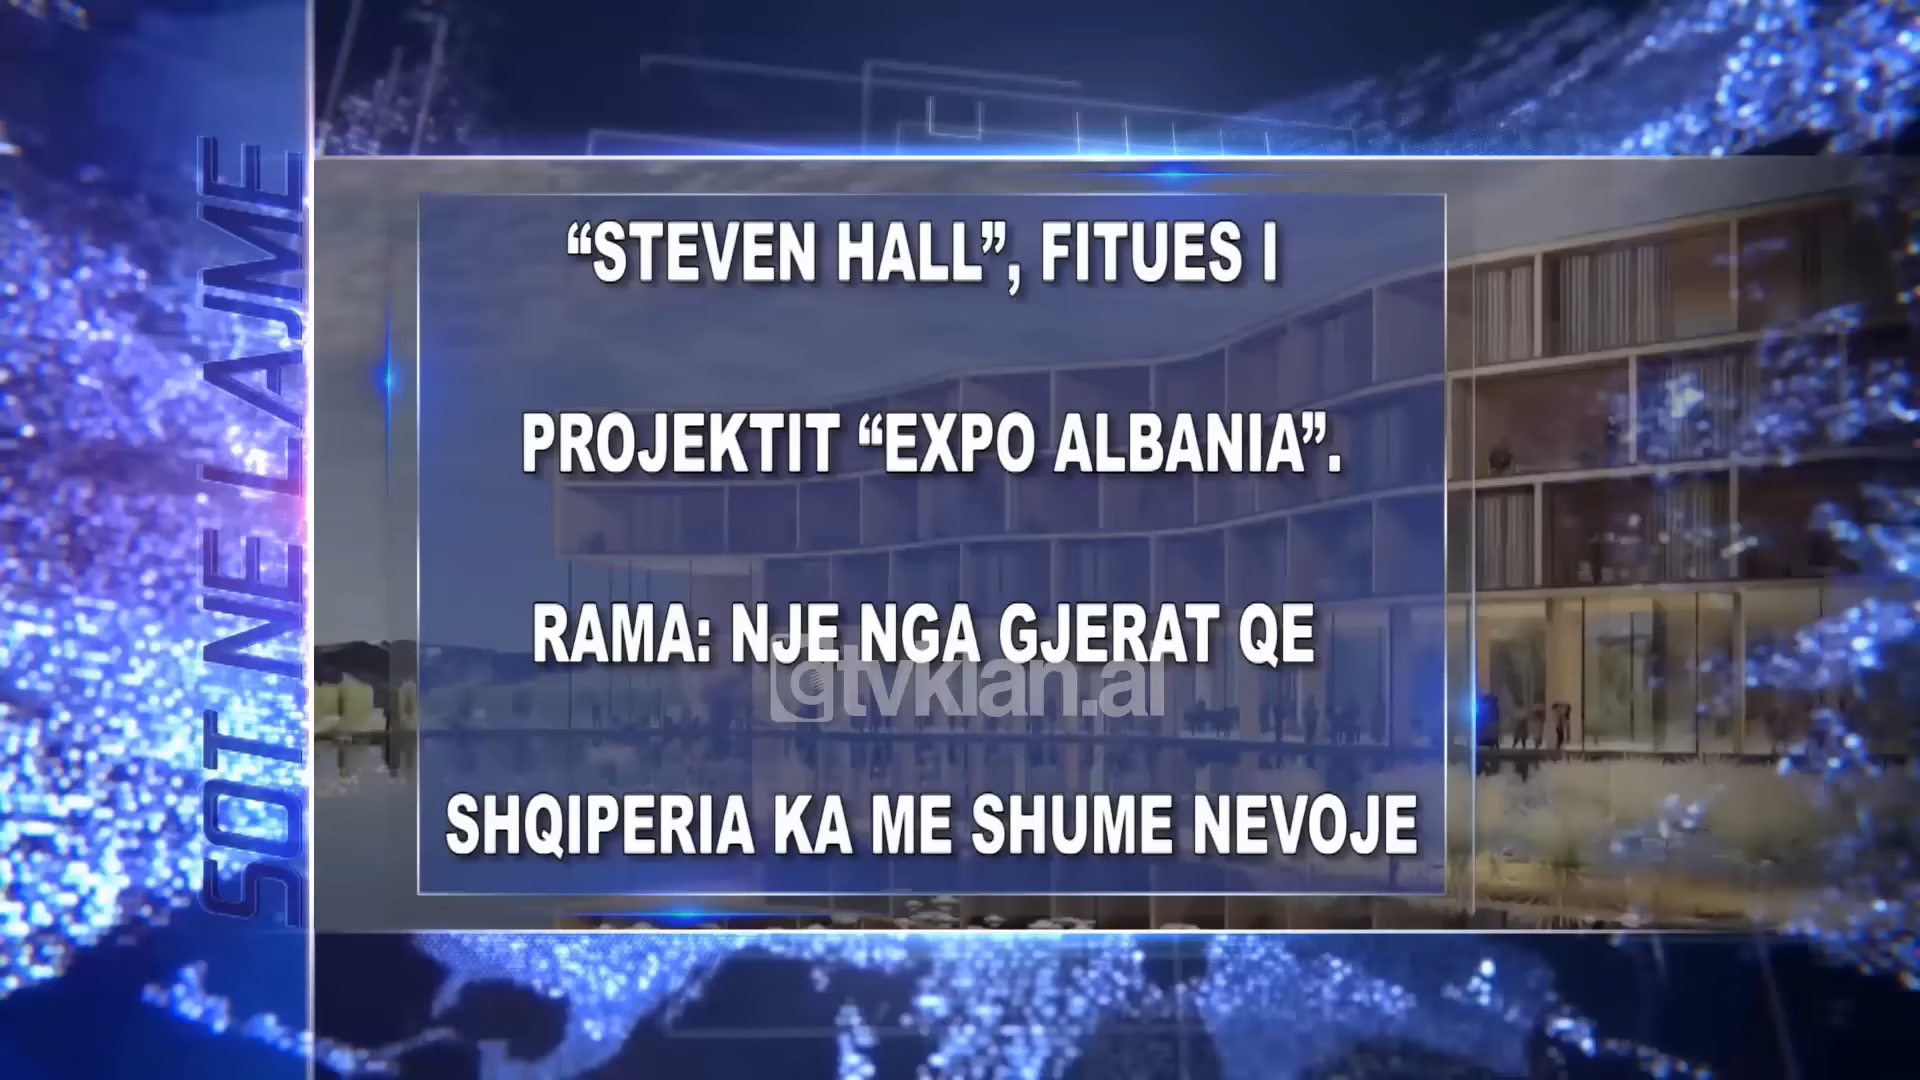 SOT NE LAJME
“STEVEN HALL”, FITUES I
PROJEKTIT “EXPO ALBANIA”.
RAMA: NJE NGA GJERAT QE
tvklan.al
SHQIPERIA KA ME SHUME NEVOJE